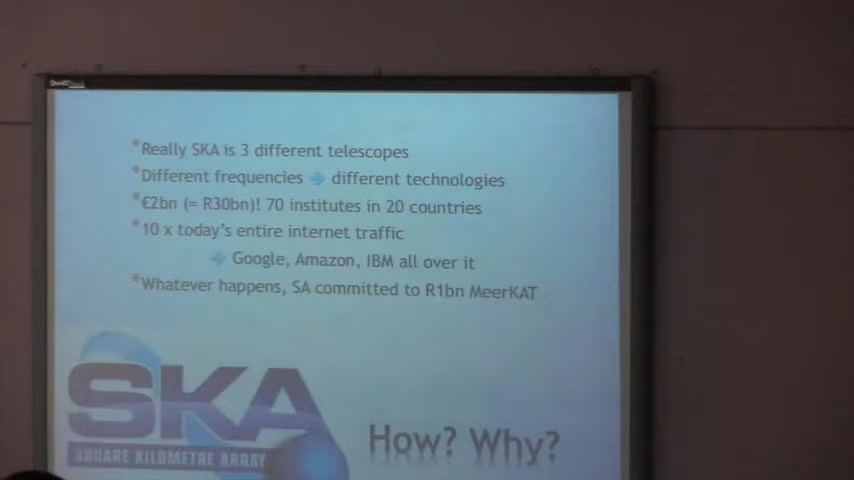 *Really SKA is 3 different telescopes
*Different frequencies → different technologies
*€2bn (= R30bn)! 70 institutes in 20 countries
*10 x today's entire internet traffic
→ Google, Amazon, IBM all over it
*Whatever happens, SA committed to R1bn MeerKAT
SKA
SQUARE KILOMETRE ARRAY
How? Why?